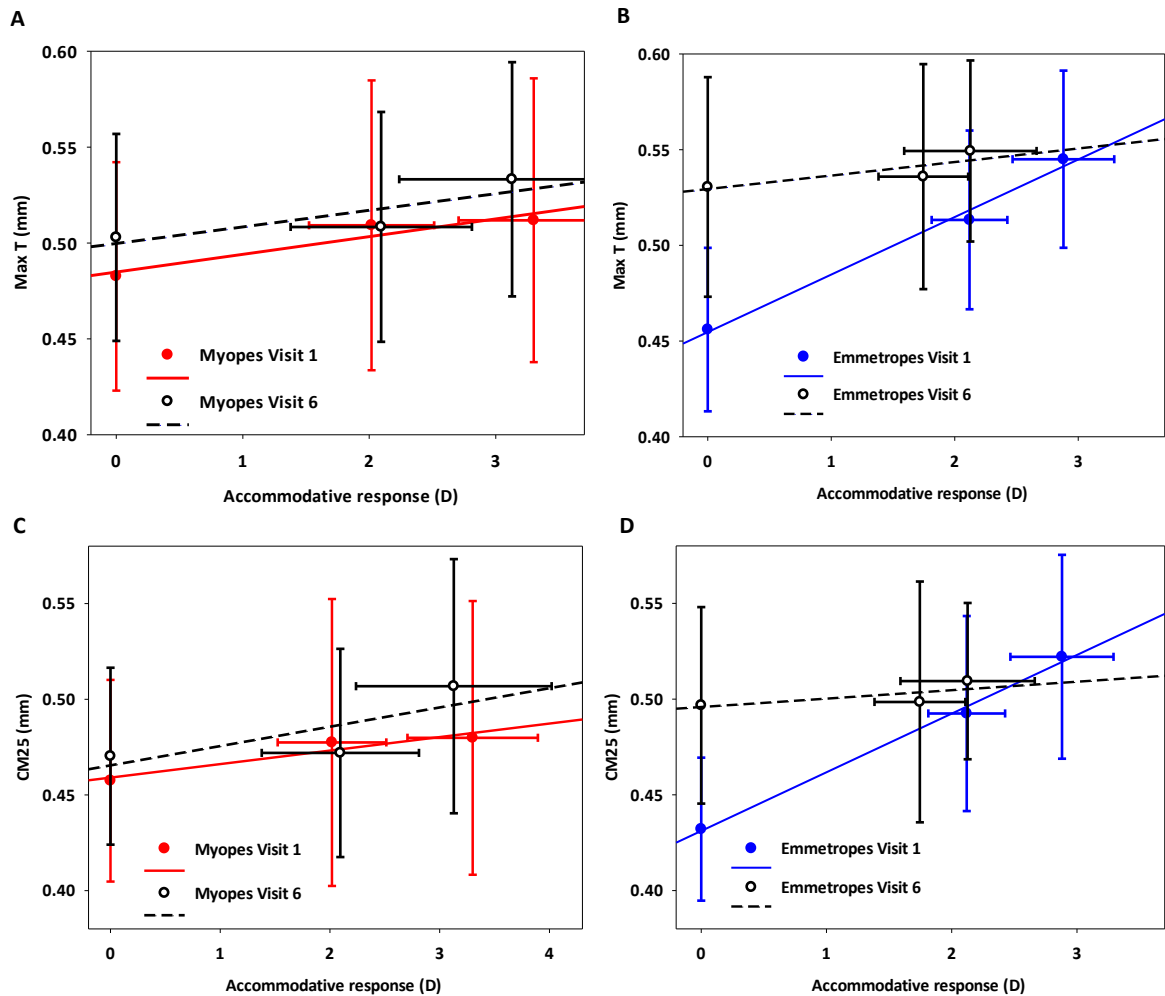 A
Max T (mm)
0.60
0.55
0.50
0.45
0.40
Myopes Visit 1
Myopes Visit 6
0 1 2 3
Accommodative response (D)
B
Max T (mm)
0.60
0.55
0.50
0.45
0.40
Emmetropes Visit 1
Emmetropes Visit 6
0 1 2 3
Accommodative response (D)
C
CM25 (mm)
0.55
0.50
0.45
0.40
Myopes Visit 1
Myopes Visit 6
0 1 2 3 4
Accommodative response (D)
D
CM25 (mm)
0.55
0.50
0.45
0.40
Emmetropes Visit 1
Emmetropes Visit 6
0 1 2 3
Accommodative response (D)